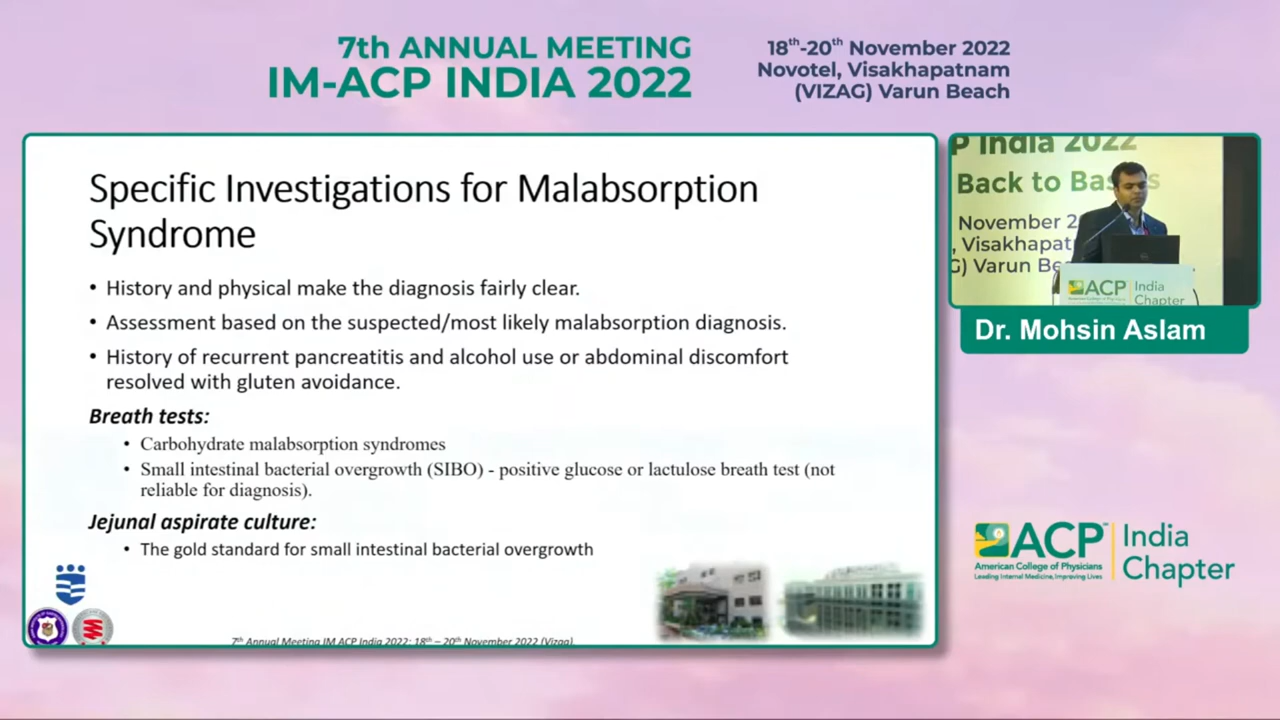 7th ANNUAL MEETING
IM-ACP INDIA 2022
18th-20th November 2022
Novotel, Visakhapatnam
(VIZAG) Varun Beach
Specific Investigations for Malabsorption
Syndrome
• History and physical make the diagnosis fairly clear.
• Assessment based on the suspected/most likely malabsorption diagnosis.
• History of recurrent pancreatitis and alcohol use or abdominal discomfort
resolved with gluten avoidance.
Breath tests:
• Carbohydrate malabsorption syndromes
• Small intestinal bacterial overgrowth (SIBO) - positive glucose or lactulose breath test (not
reliable for diagnosis).
Jejunal aspirate culture:
• The gold standard for small intestinal bacterial overgrowth
7th Annual Meeting IM ACP India 2022: 18th – 20th November 2022 (Vizag)
P India 2022
Back to Bas s
November 2
, Visakhapat
G) Varun Be
ACP India
Chapter
Dr. Mohsin Aslam
ACP India
American College of Physicians
Leading Internal Medicine, Improving Lives
Chapter